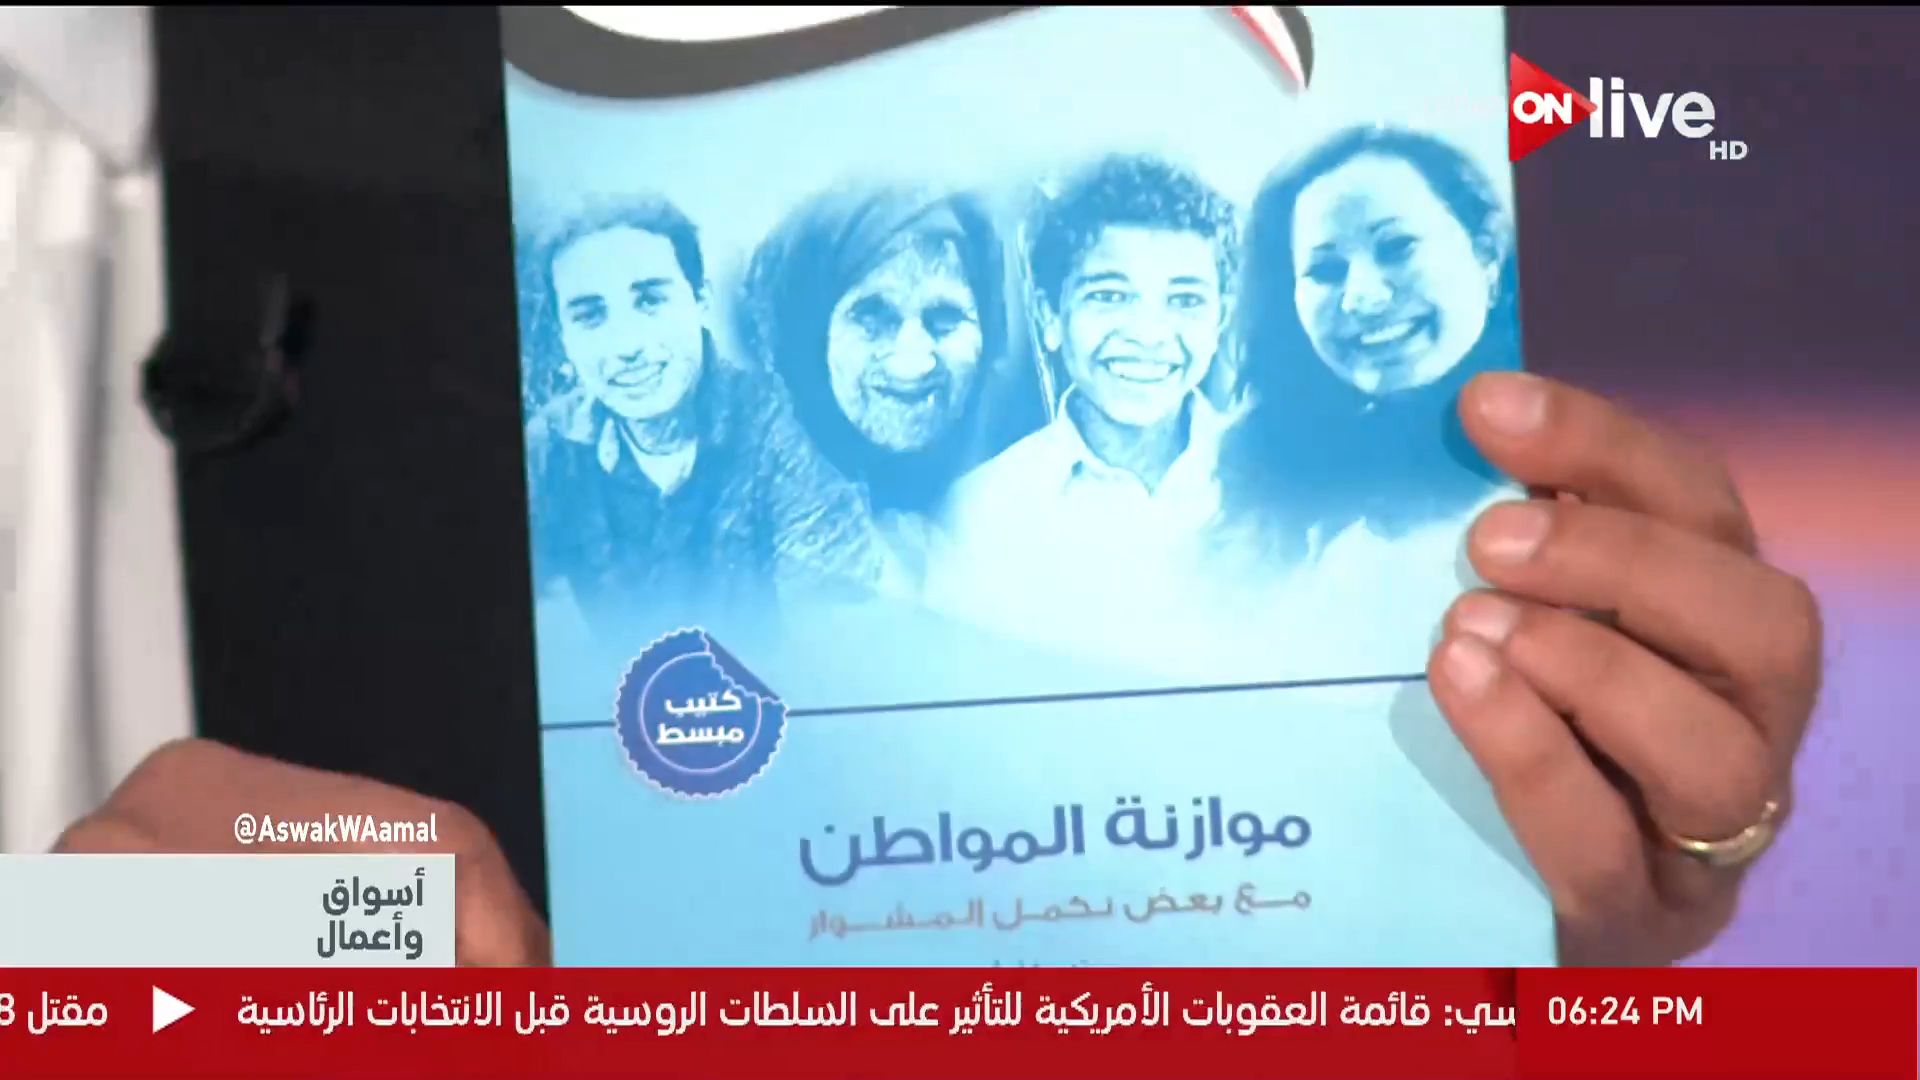 ON live
HD
كتيب
مبسط
موازنة المواطن
مع بعض نكمل المشوار
@AswakWAamal
أسواق
وأعمال
سي: قائمة العقوبات الأمريكية للتأثير على السلطات الروسية قبل الانتخابات الرئاسية
مقتل 8
06:24 PM